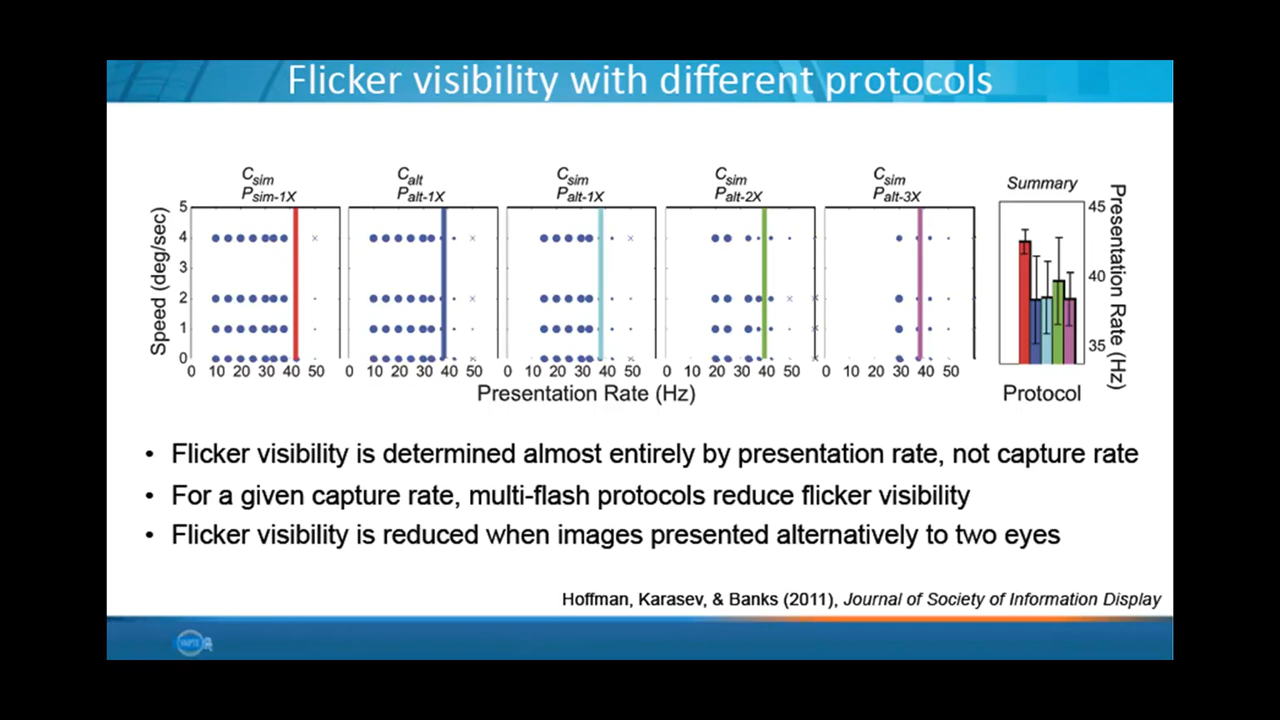 Flicker visibility with different protocols
Csim
Psim-1X
Calt
Palt-1X
Csim
Palt-1X
Csim
Palt-2X
Csim
Palt-3X
Summary
Speed (deg/sec)
5
4
3
2
1
0
0 10 20 30 40 50
0 10 20 30 40 50
0 10 20 30 40 50
0 10 20 30 40 50
0 10 20 30 40 50
Presentation Rate (Hz)
45
40
35
Presentation Rate (Hz)
Protocol
• Flicker visibility is determined almost entirely by presentation rate, not capture rate
• For a given capture rate, multi-flash protocols reduce flicker visibility
• Flicker visibility is reduced when images presented alternatively to two eyes
Hoffman, Karasev, & Banks (2011), Journal of Society of Information Display